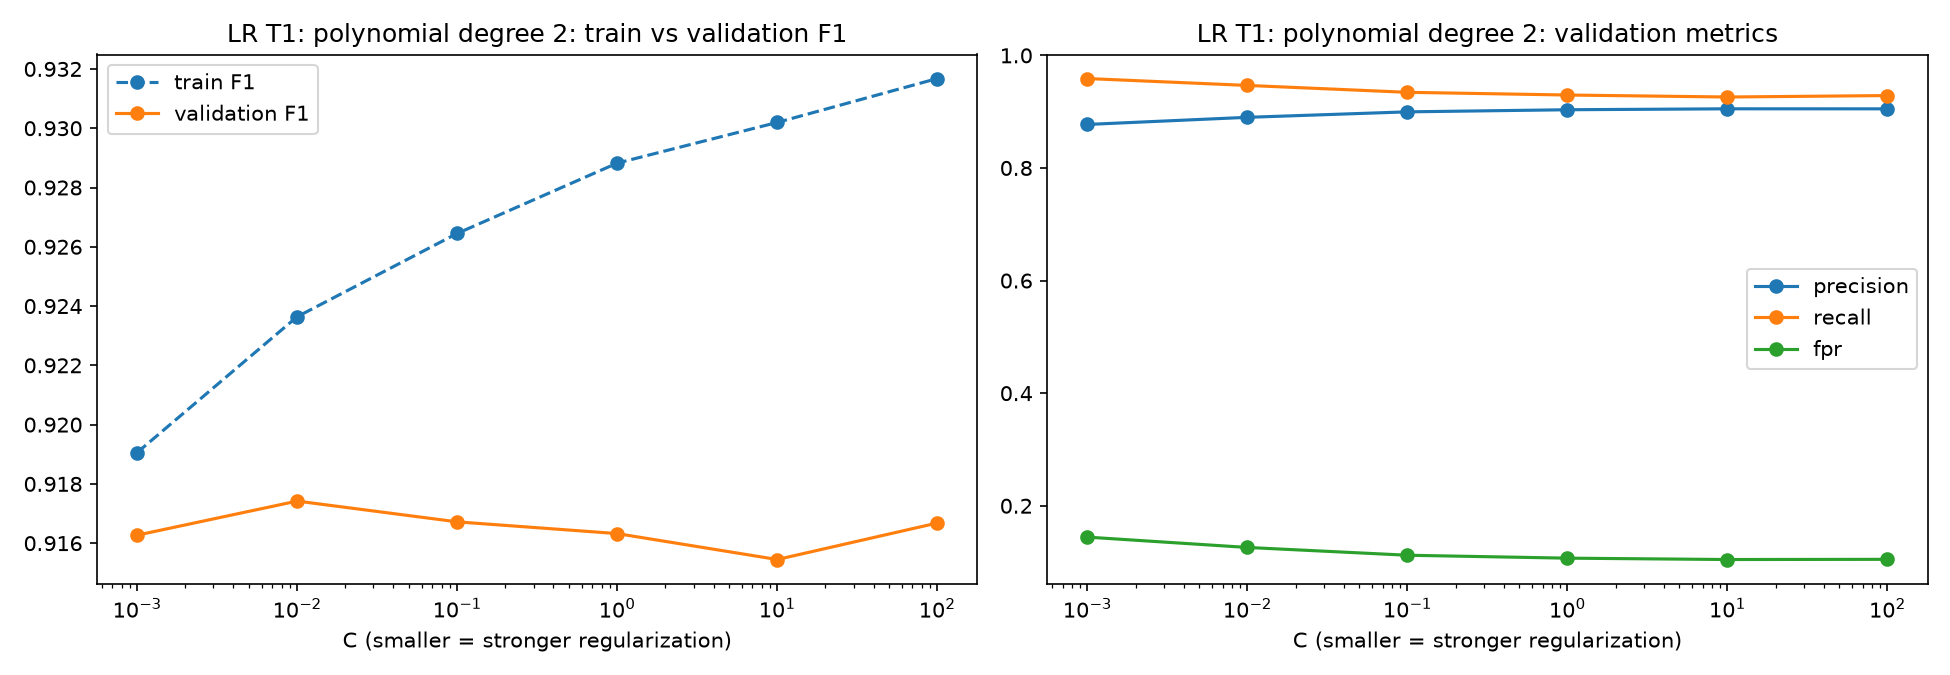 LR T1: polynomial degree 2: train vs validation F1
train F1
validation F1
0.932
0.930
0.928
0.926
0.924
0.922
0.920
0.918
0.916
10⁻³ 10⁻² 10⁻¹ 10⁰ 10¹ 10²
C (smaller = stronger regularization)
LR T1: polynomial degree 2: validation metrics
1.0
0.8
0.6
0.4
0.2
precision
recall
fpr
10⁻³ 10⁻² 10⁻¹ 10⁰ 10¹ 10²
C (smaller = stronger regularization)